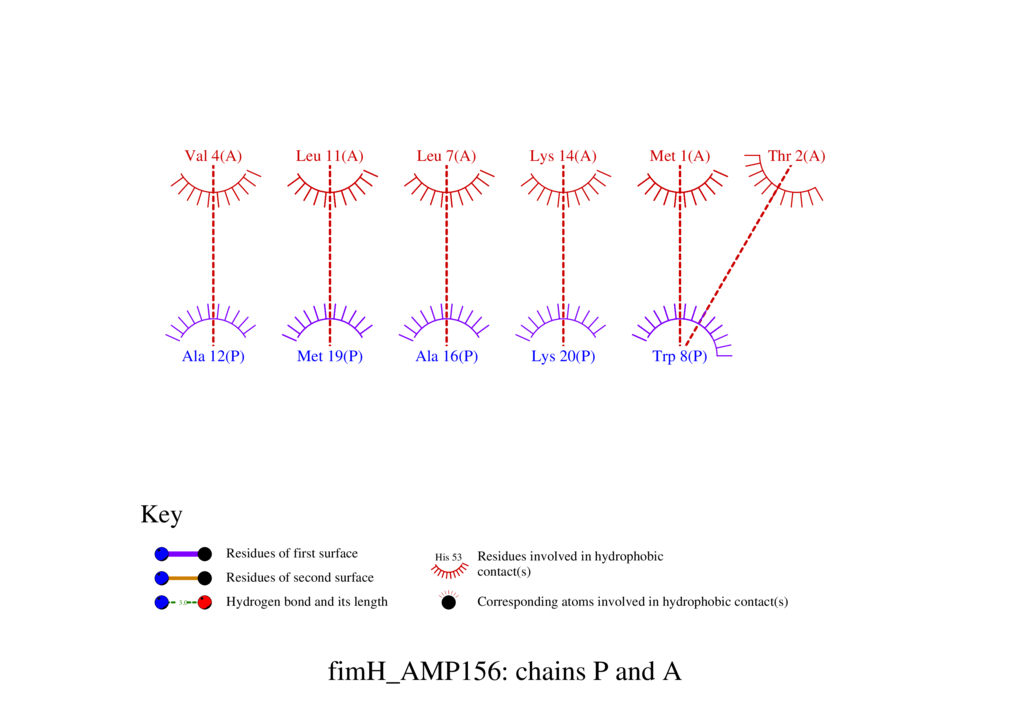 Val 4(A) Leu 11(A) Leu 7(A) Lys 14(A) Met 1(A) Thr 2(A)
Ala 12(P) Met 19(P) Ala 16(P) Lys 20(P) Trp 8(P)
Key
Residues of first surface
Residues of second surface
3.0
Hydrogen bond and its length
His 53
Residues involved in hydrophobic
contact(s)
Corresponding atoms involved in hydrophobic contact(s)
fimH_AMP156: chains P and A